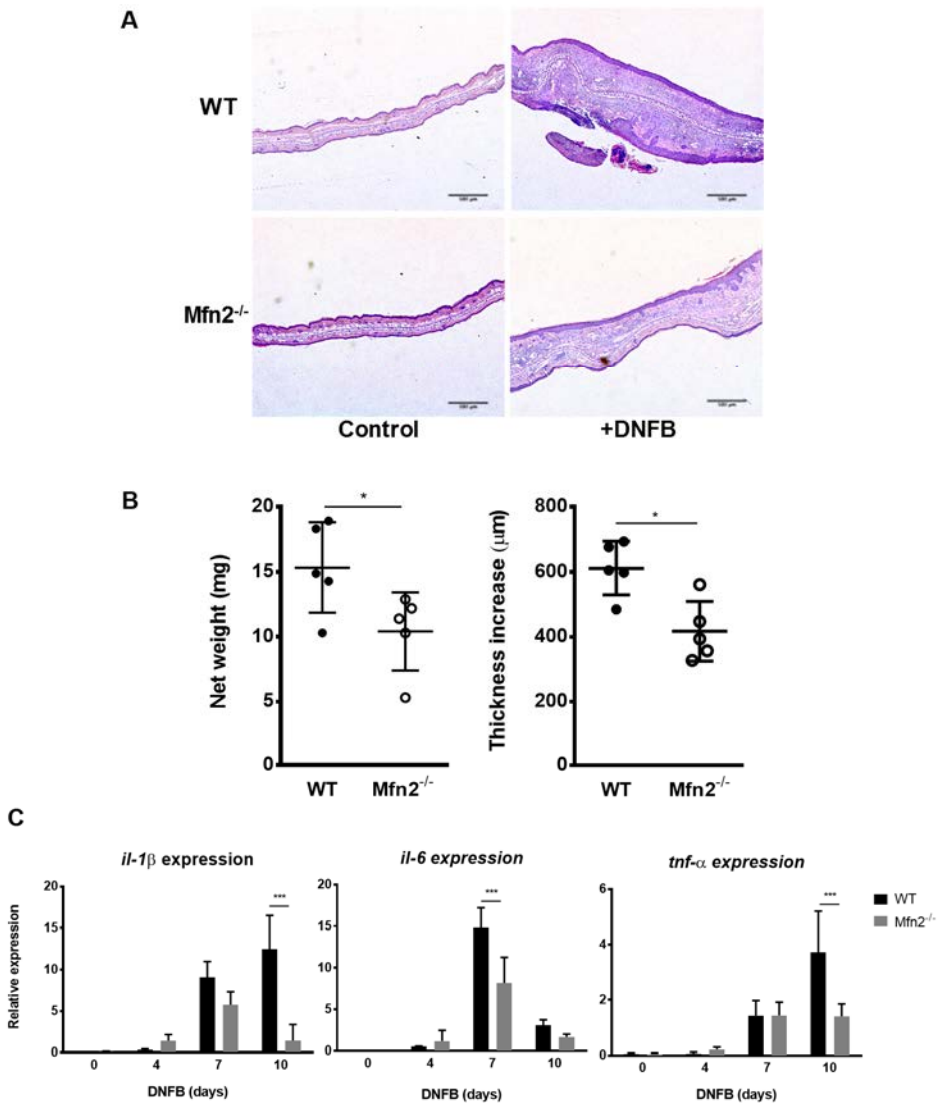 A
WT
Mfn2-/-
Control
+DNFB
B
Net weight (mg)
20
15
10
5
0
*
WT
Mfn2-/-
Thickness increase (μm)
800
600
400
200
0
*
WT
Mfn2-/-
C
il-1β expression
Relative expression
20
15
10
5
0
***
0 4 7 10
DNFB (days)
il-6 expression
20
15
10
5
0
***
0 4 7 10
DNFB (days)
tnf-α expression
6
4
2
0
***
0 4 7 10
DNFB (days)
WT
Mfn2-/-